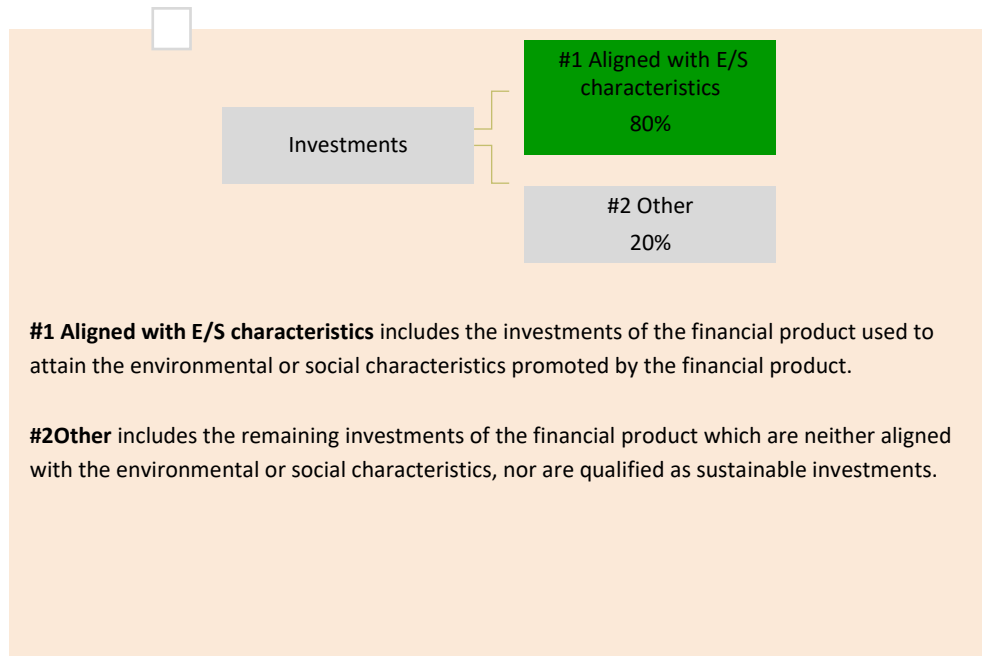 #1 Aligned with E/S
characteristics
80%
Investments
#2 Other
20%
#1 Aligned with E/S characteristics includes the investments of the financial product used to
attain the environmental or social characteristics promoted by the financial product.
#2Other includes the remaining investments of the financial product which are neither aligned
with the environmental or social characteristics, nor are qualified as sustainable investments.